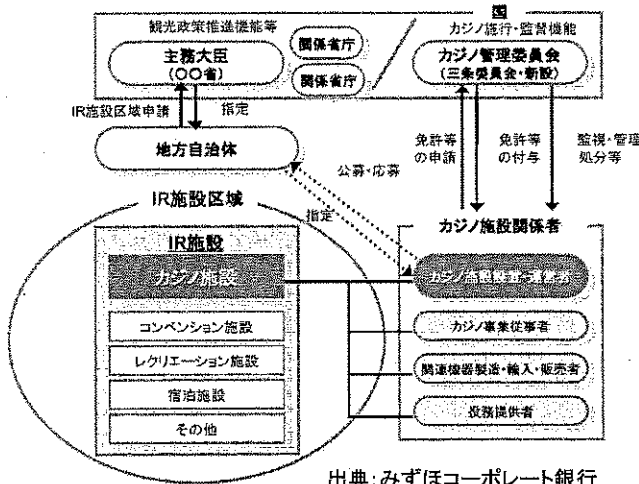 国
観光政策推進機能等
カジノ施行・監督機能
主務大臣
(〇〇省)
関係省庁
関係省庁
カジノ管理委員会
(三条委員会・新設)
IR施設区域申請
指定
地方自治体
免許等
の申請
免許等
の付与
監視・管理
処分等
公募・応募
指定
IR施設区域
カジノ施設関係者
IR施設
カジノ施設
コンベンション施設
レクリエーション施設
宿泊施設
その他
カジノ施設設置・運営者
カジノ事業従事者
関連機器製造・輸入・販売者
役務提供者
出典:みずほコーポレート銀行